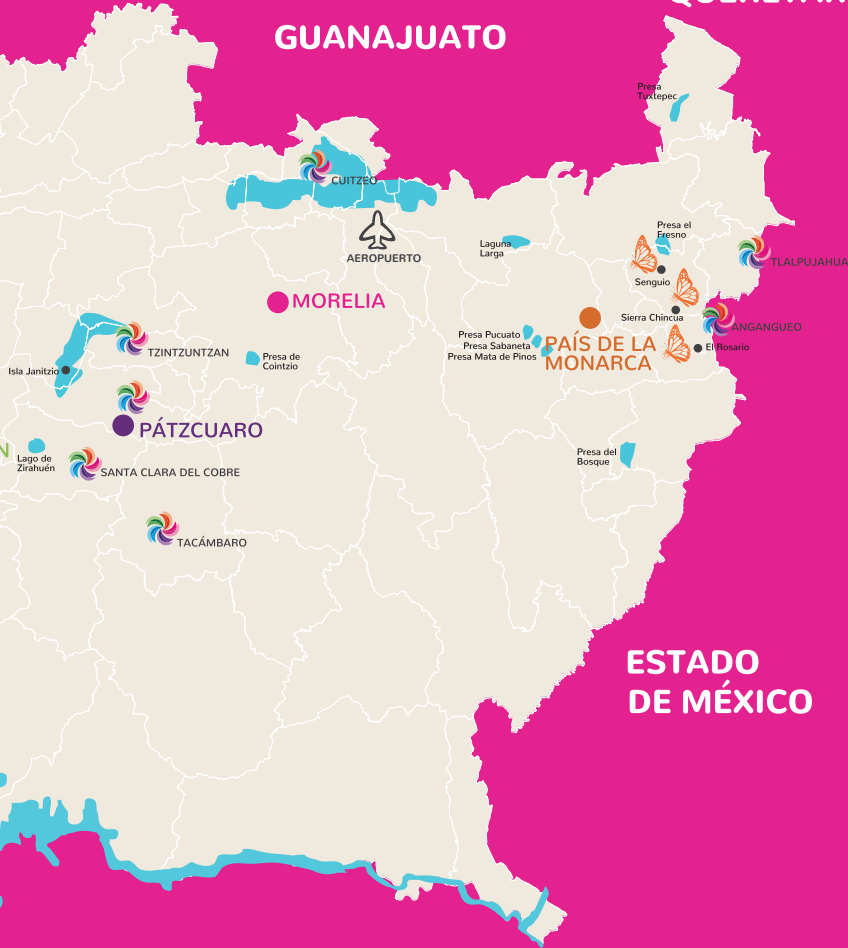 GUANAJUATO
Presa
Tuxtepec
CUITZEO
Presa el
Fresno
Laguna
Larga
AEROPUERTO
TLALPUJAHUA
Senguio
MORELIA
Sierra Chincua
ANGANGUEO
Presa Pucuato
Presa Sabaneta
Presa Mata de Pinos
PAÍS DE LA
MONARCA
El Rosario
TZINTZUNTZAN
Presa de
Cointzio
Isla Janitzio
PÁTZCUARO
N
Lago de
Zirahuén
SANTA CLARA DEL COBRE
Presa del
Bosque
TACÁMBARO
ESTADO
DE MÉXICO